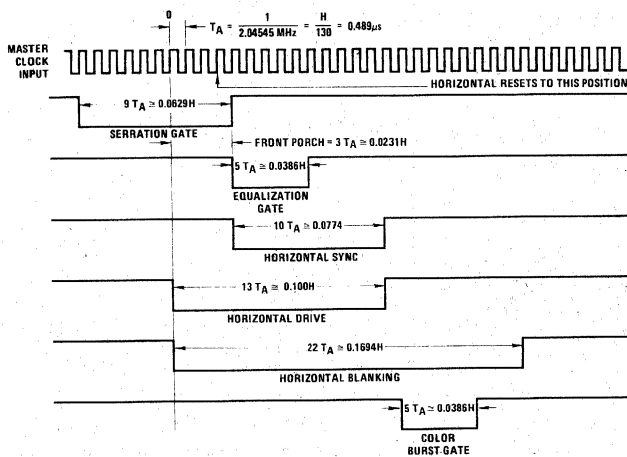 0
T_A = 1 / 2.04545 MHz = H / 130 = 0.489μs
MASTER
CLOCK
INPUT
HORIZONTAL RESETS TO THIS POSITION
9 T_A ≅ 0.0629H
SERRATION GATE
FRONT PORCH = 3 T_A ≅ 0.0231H
5 T_A ≅ 0.0386H
EQUALIZATION
GATE
10 T_A ≅ 0.0774
HORIZONTAL SYNC
13 T_A ≅ 0.100H
HORIZONTAL DRIVE
22 T_A ≅ 0.1694H
HORIZONTAL BLANKING
5 T_A ≅ 0.0386H
COLOR
BURST GATE